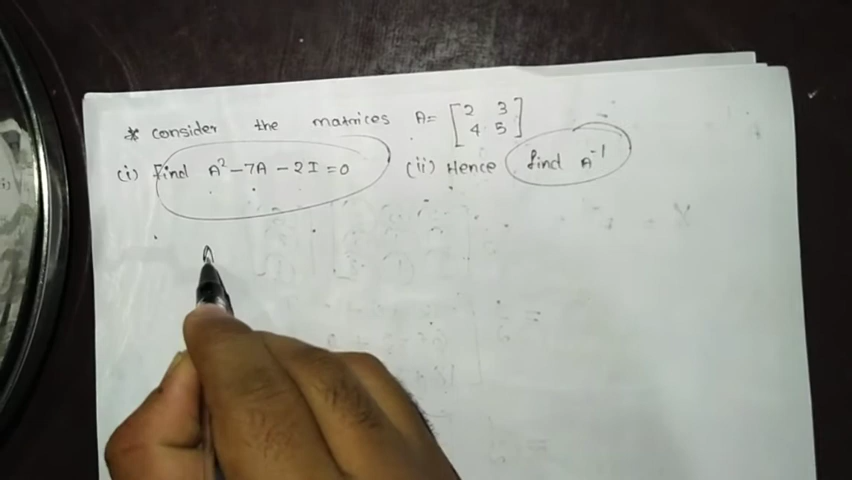 * consider the matrices A= [2 3
4 5]
(i) Find A² - 7A - 2I = 0 (ii) Hence find A⁻¹